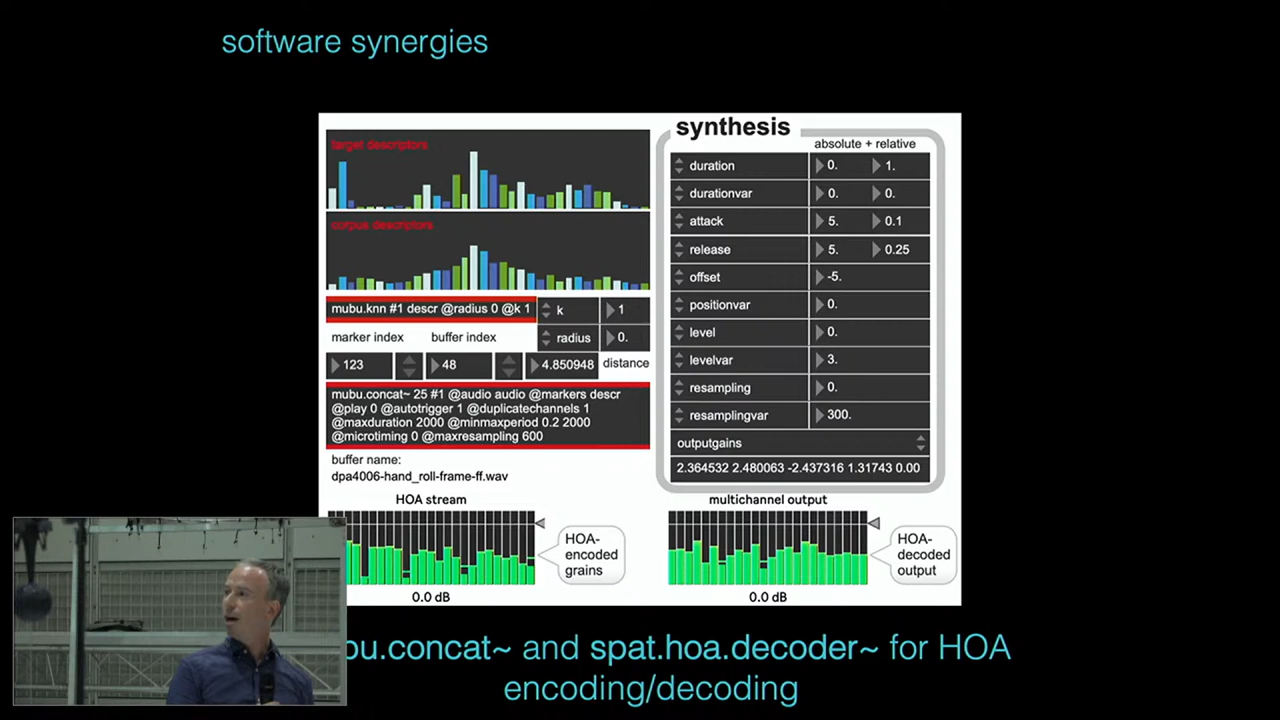 software synergies
target descriptors
corpus descriptors
mubu.knn #1 descr @radius 0 @k 1
k
1
marker index
buffer index
radius
0.
123
48
4.850948
distance
mubu.concat~ 25 #1 @audio audio @markers descr
@play 0 @autotrigger 1 @duplicatechannels 1
@maxduration 2000 @minmaxperiod 0.2 2000
@microtiming 0 @maxresampling 600
buffer name:
dpa4006-hand_roll-frame-ff.wav
HOA stream
HOA-
encoded
grains
0.0 dB
synthesis
absolute + relative
duration 0. 1.
durationvar 0. 0.
attack 5. 0.1
release 5. 0.25
offset -5.
positionvar 0.
level 0.
levelvar 3.
resampling 0.
resamplingvar 300.
outputgains
2.364532 2.480063 -2.437316 1.31743 0.00
multichannel output
HOA-
decoded
output
0.0 dB
bu.concat~ and spat.hoa.decoder~ for HOA
encoding/decoding